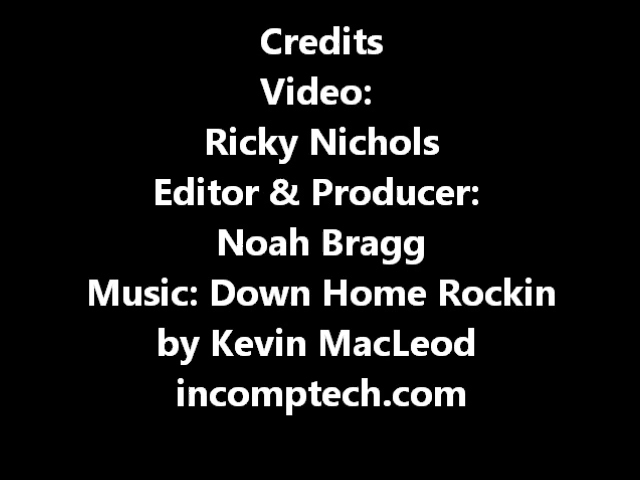 Credits
Video:
Ricky Nichols
Editor & Producer:
Noah Bragg
Music: Down Home Rockin
by Kevin MacLeod
incomptech.com